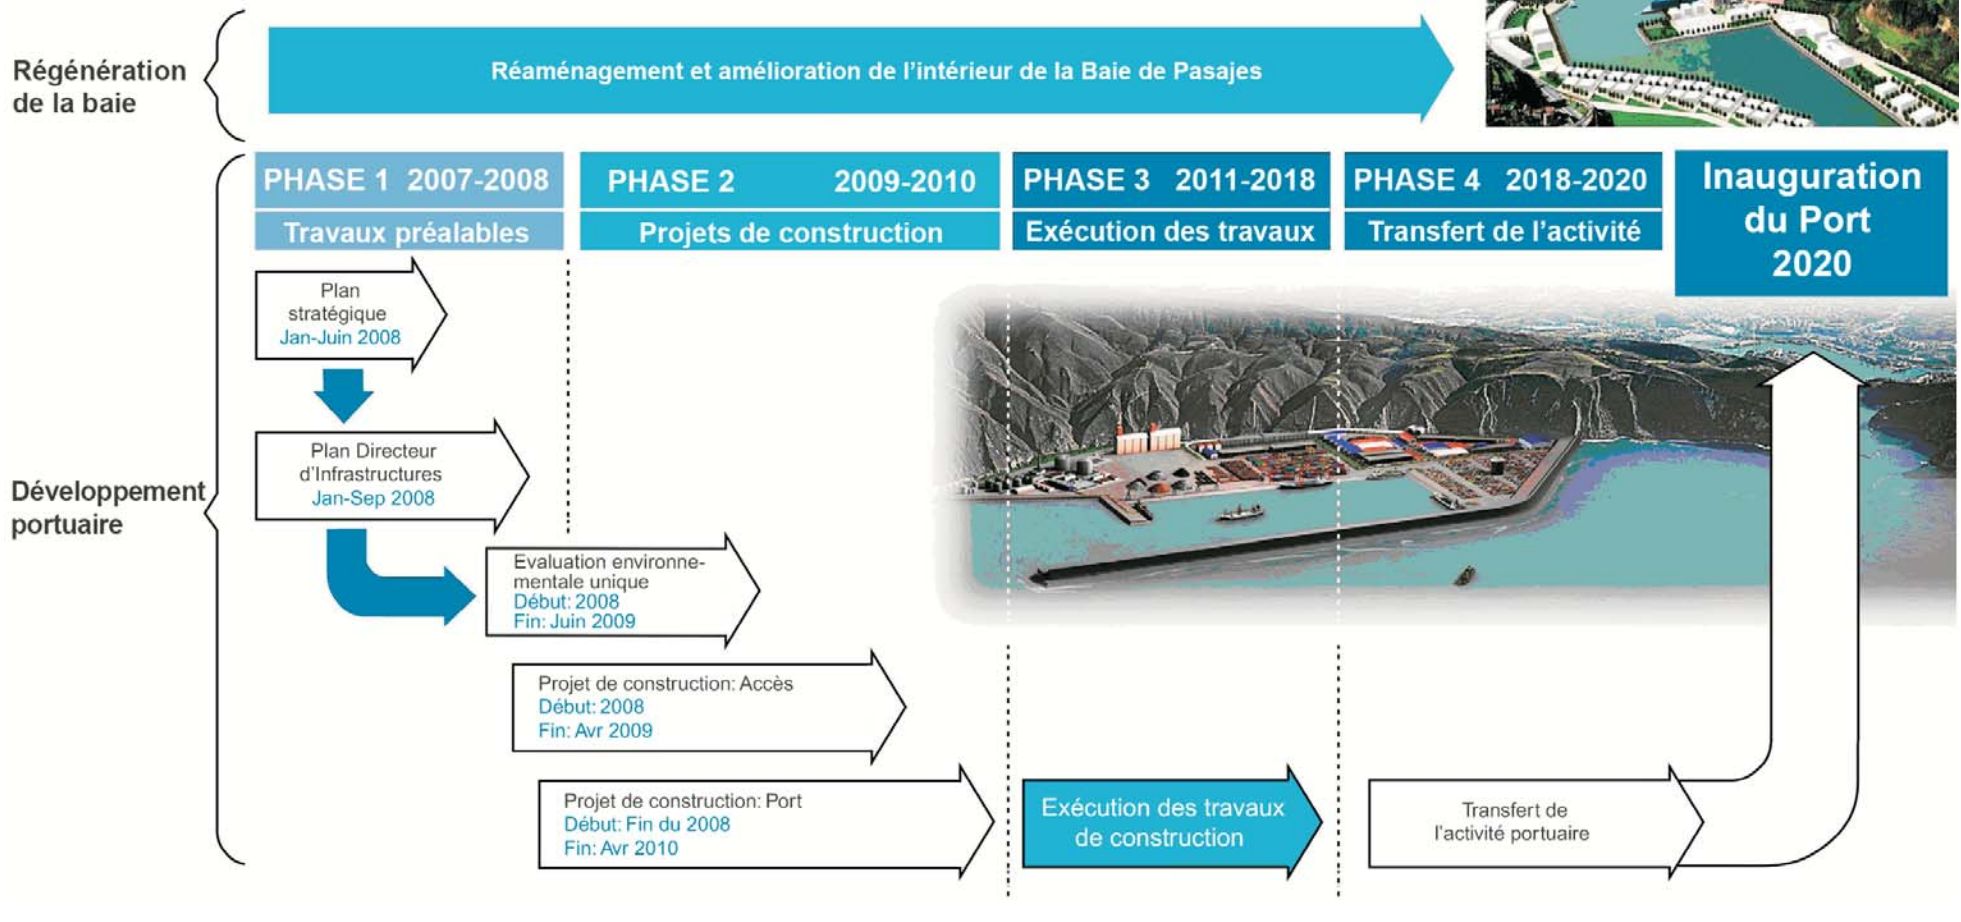 Régénération
de la baie
Réaménagement et amélioration de l'intérieur de la Baie de Pasajes
Développement
portuaire
PHASE 1 2007-2008
Travaux préalables
PHASE 2 2009-2010
Projets de construction
PHASE 3 2011-2018
Exécution des travaux
PHASE 4 2018-2020
Transfert de l'activité
Inauguration
du Port
2020
Plan
stratégique
Jan-Juin 2008
Plan Directeur
d'Infrastructures
Jan-Sep 2008
Evaluation environne-
mentale unique
Début: 2008
Fin: Juin 2009
Projet de construction: Accès
Début: 2008
Fin: Avr 2009
Projet de construction: Port
Début: Fin du 2008
Fin: Avr 2010
Exécution des travaux
de construction
Transfert de
l'activité portuaire